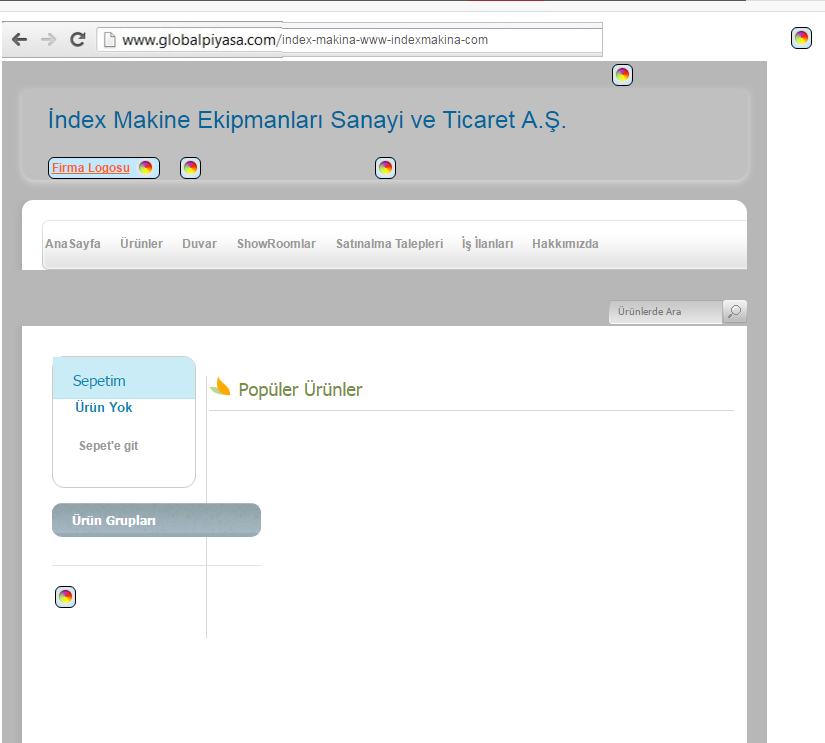 www.globalpiyasa.com/index-makina-www-indexmakina-com
İndex Makine Ekipmanları Sanayi ve Ticaret A.Ş.
Firma Logosu
AnaSayfa Ürünler Duvar ShowRoomlar Satınalma Talepleri İş İlanları Hakkımızda
Ürünlerde Ara
Sepetim
Ürün Yok
Sepet'e git
Popüler Ürünler
Ürün Grupları